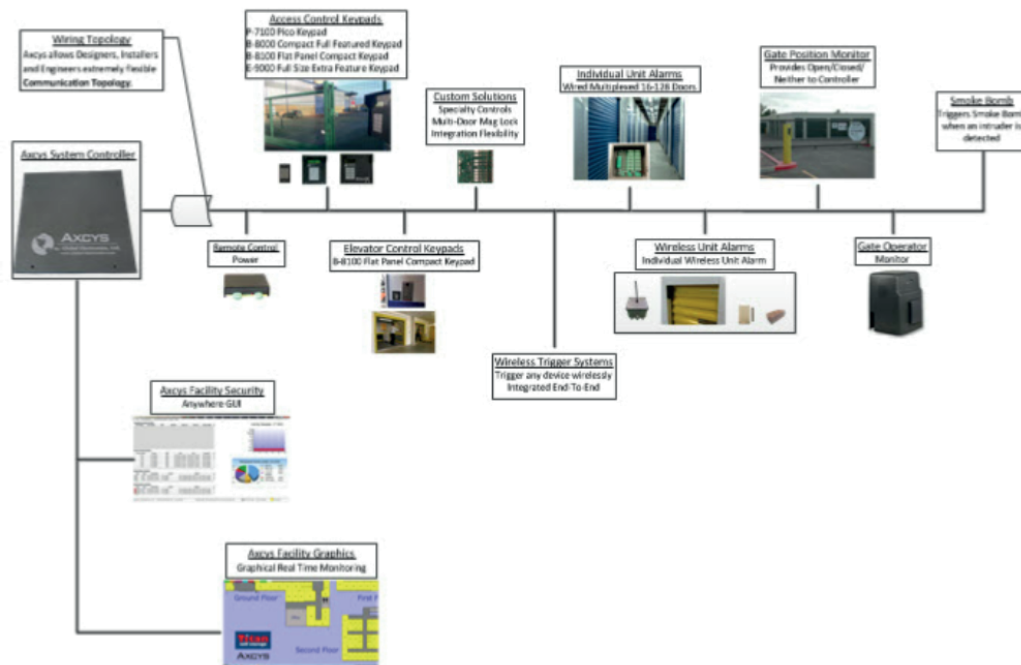 Wiring Topology
Axcys allows Designers, Installers
and Engineers extremely flexible
Communication Topology.
Access Control Keypads
P-7100 Pico Keypad
B-8000 Compact Full Featured Keypad
B-8100 Flat Panel Compact Keypad
E-9000 Full Size Extra Feature Keypad
Custom Solutions
Specialty Controls
Multi-Door Mag Lock
Integration Flexibility
Individual Unit Alarms
Wired Multiplexed 16-128 Doors
Gate Position Monitor
Provides Open/Closed/
Neither to Controller
Smoke Bomb
Triggers Smoke Bomb
when an intruder is
detected
Axcys System Controller
AXCYS
Remote Control
Power
Elevator Control Keypads
B-8100 Flat Panel Compact Keypad
Wireless Unit Alarms
Individual Wireless Unit Alarm
Gate Operator
Monitor
Wireless Trigger Systems
Trigger any device wirelessly
Integrated End-To-End
Axcys Facility Security
Anywhere GUI
Axcys Facility Graphics
Graphical Real Time Monitoring
Ground Floor
First F
Titan
Second Floor
AXCYS